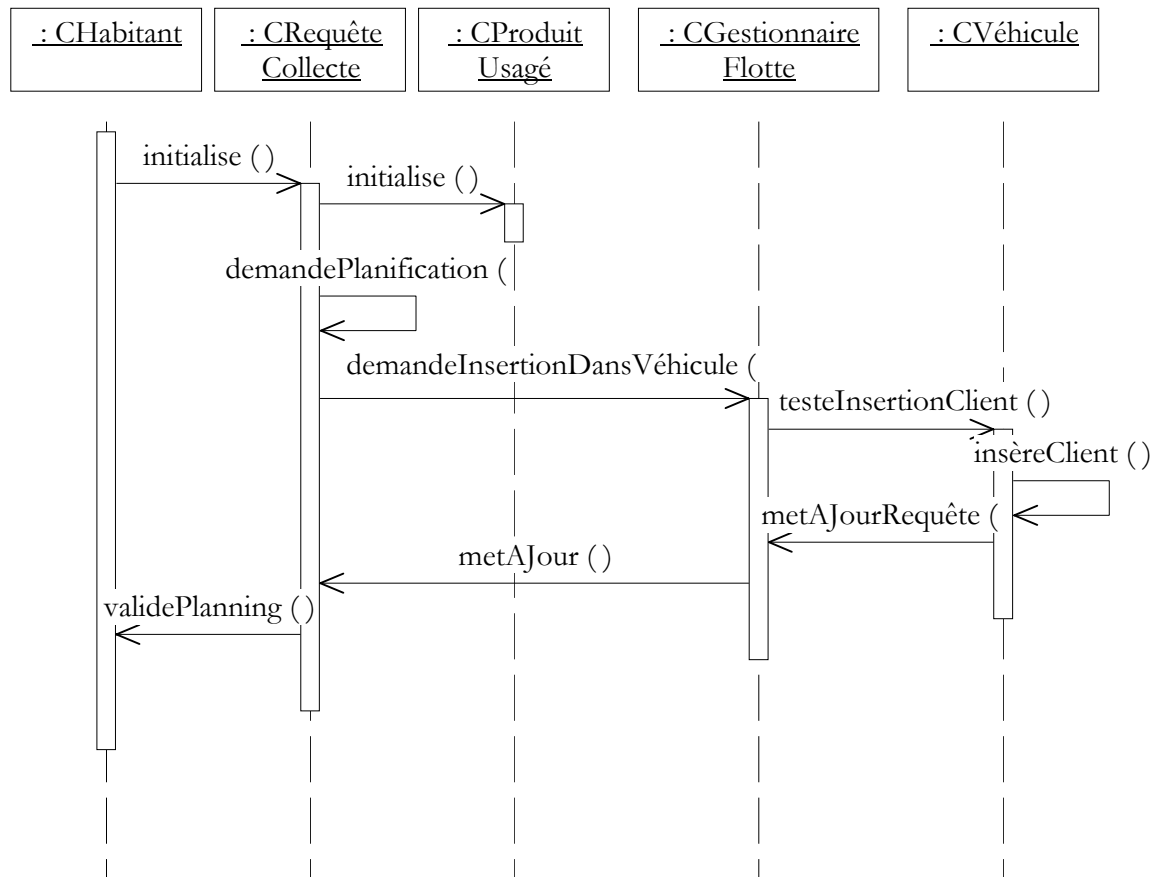 : CHabitant
: CRequête
Collecte
: CProduit
Usagé
: CGestionnaire
Flotte
: CVéhicule
initialise ( )
initialise ( )
demandePlanification (
demandeInsertionDansVéhicule (
testeInsertionClient ( )
insèreClient ( )
metAJourRequête (
metAJour ( )
validePlanning ( )